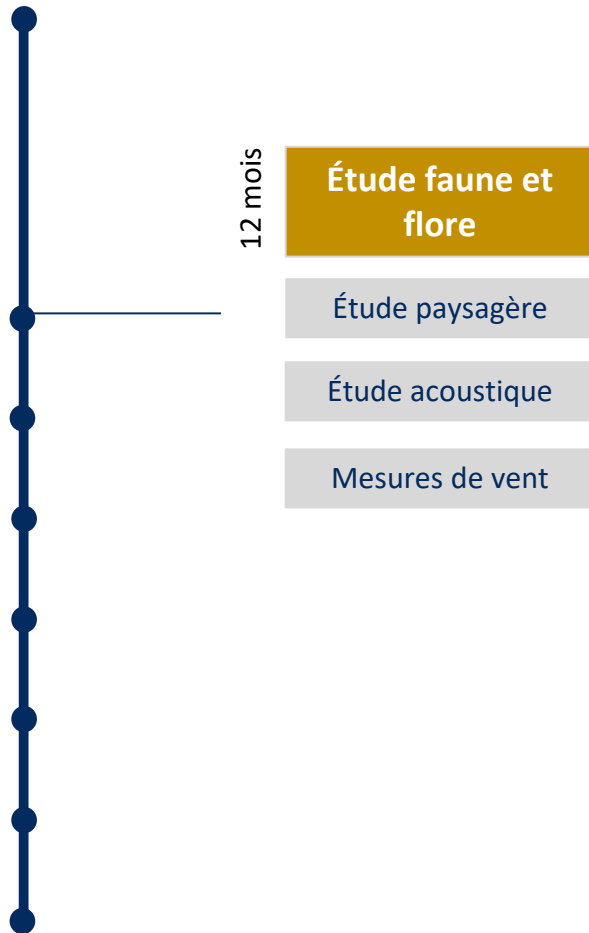 12 mois
Étude faune et
flore
Étude paysagère
Étude acoustique
Mesures de vent